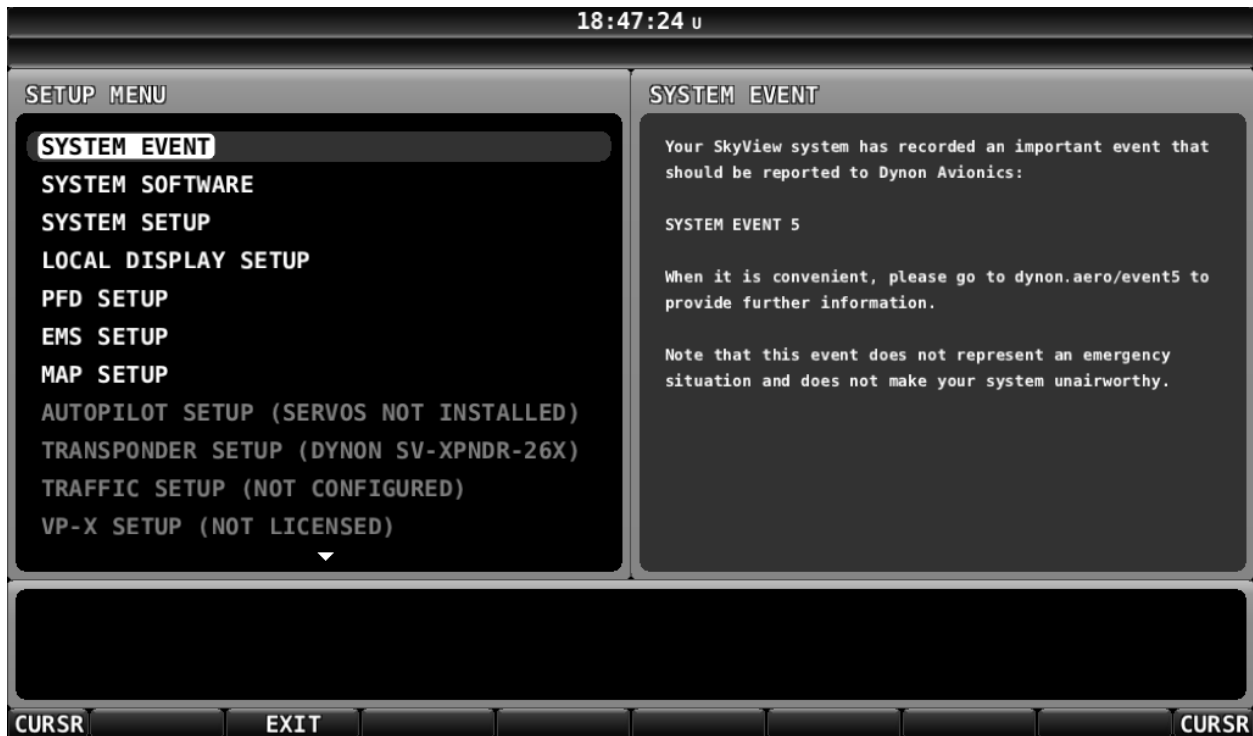 18:47:24 U
SETUP MENU
SYSTEM EVENT
SYSTEM SOFTWARE
SYSTEM SETUP
LOCAL DISPLAY SETUP
PFD SETUP
EMS SETUP
MAP SETUP
AUTOPILOT SETUP (SERVOS NOT INSTALLED)
TRANSPONDER SETUP (DYNON SV-XPNDR-26X)
TRAFFIC SETUP (NOT CONFIGURED)
VP-X SETUP (NOT LICENSED)
SYSTEM EVENT
Your SkyView system has recorded an important event that
should be reported to Dynon Avionics:
SYSTEM EVENT 5
When it is convenient, please go to dynon.aero/event5 to
provide further information.
Note that this event does not represent an emergency
situation and does not make your system unairworthy.
CURSR EXIT CURSR